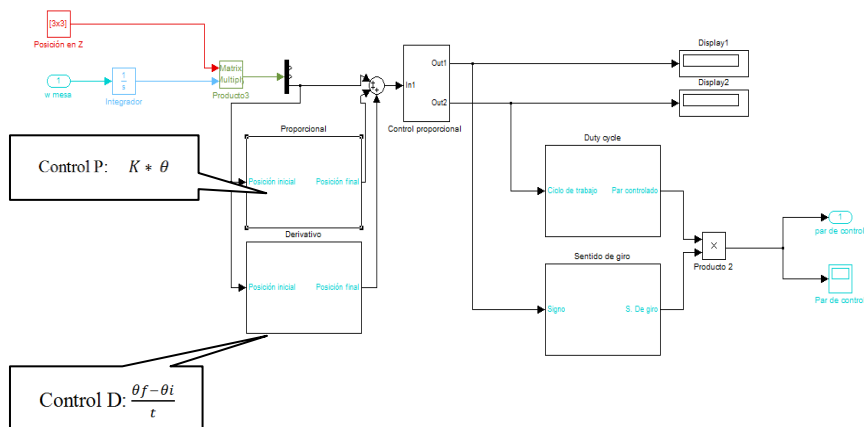 [3x3]
Posición en Z
1
w mesa
1
s
Integrador
Matrix
Multiply
Producto3
Proporcional
Posición inicial
Posición final
Derivativo
Posición inicial
Posición final
Control P: K ∗ θ
Control D: θf−θi
t
+
+
In1
Out1
Out2
Control proporcional
Display1
Display2
Duty cycle
Ciclo de trabajo
Par controlado
Sentido de giro
Signo
S. De giro
×
Producto 2
1
par de control
Par de control